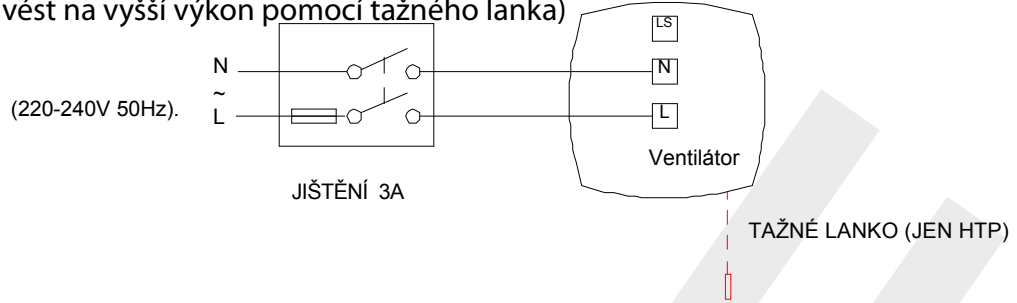 vést na vyšší výkon pomocí tažného lanka)
LS
N
N
(220-240V 50Hz).
~
L
L
Ventilátor
JIŠTĚNÍ 3A
TAŽNÉ LANKO (JEN HTP)